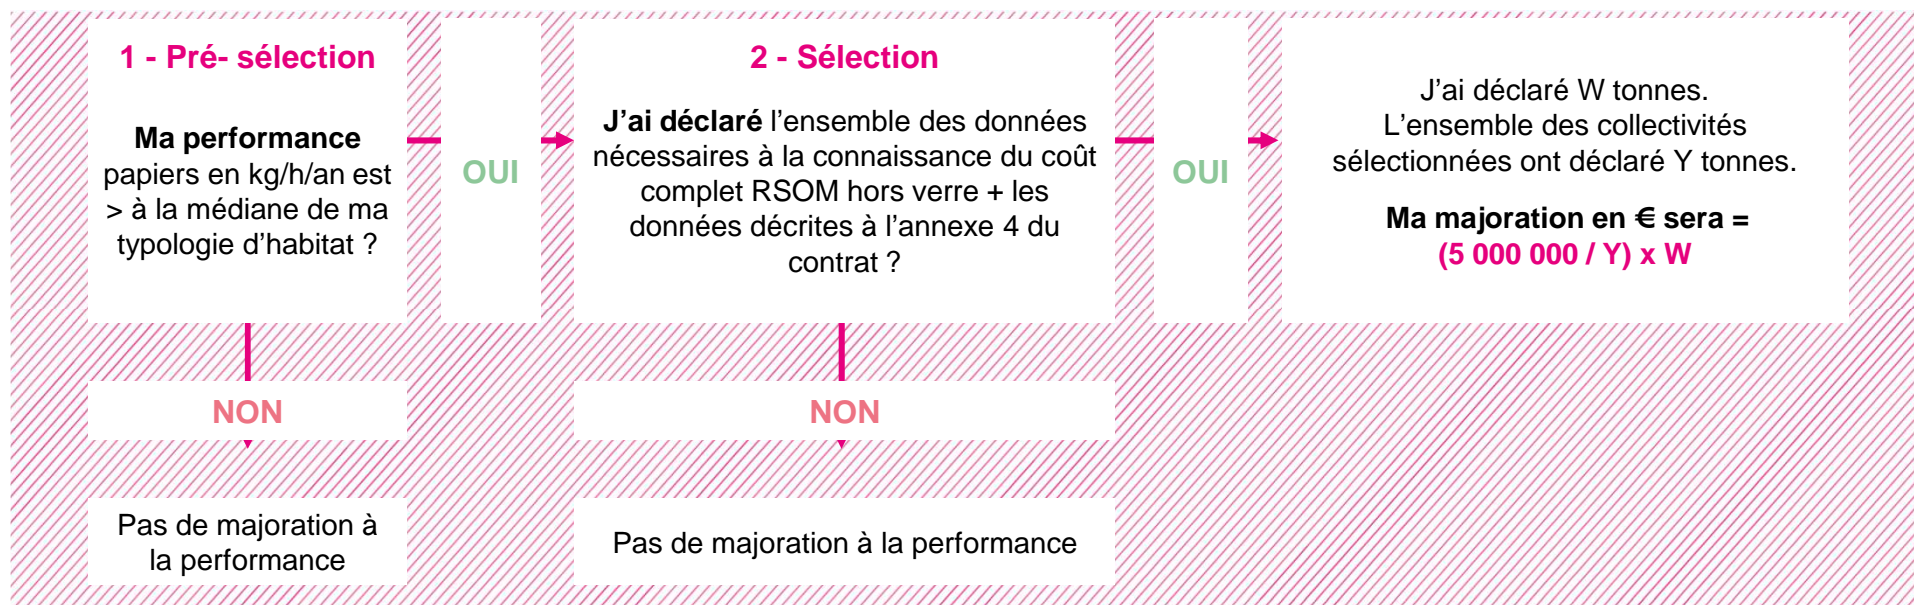 1 - Pré- sélection
Ma performance
papiers en kg/h/an est
> à la médiane de ma
typologie d'habitat ?
OUI
2 - Sélection
J'ai déclaré l'ensemble des données
nécessaires à la connaissance du coût
complet RSOM hors verre + les
données décrites à l'annexe 4 du
contrat ?
OUI
J'ai déclaré W tonnes.
L'ensemble des collectivités
sélectionnées ont déclaré Y tonnes.
Ma majoration en € sera =
(5 000 000 / Y) x W
NON
NON
Pas de majoration à
la performance
Pas de majoration à la performance